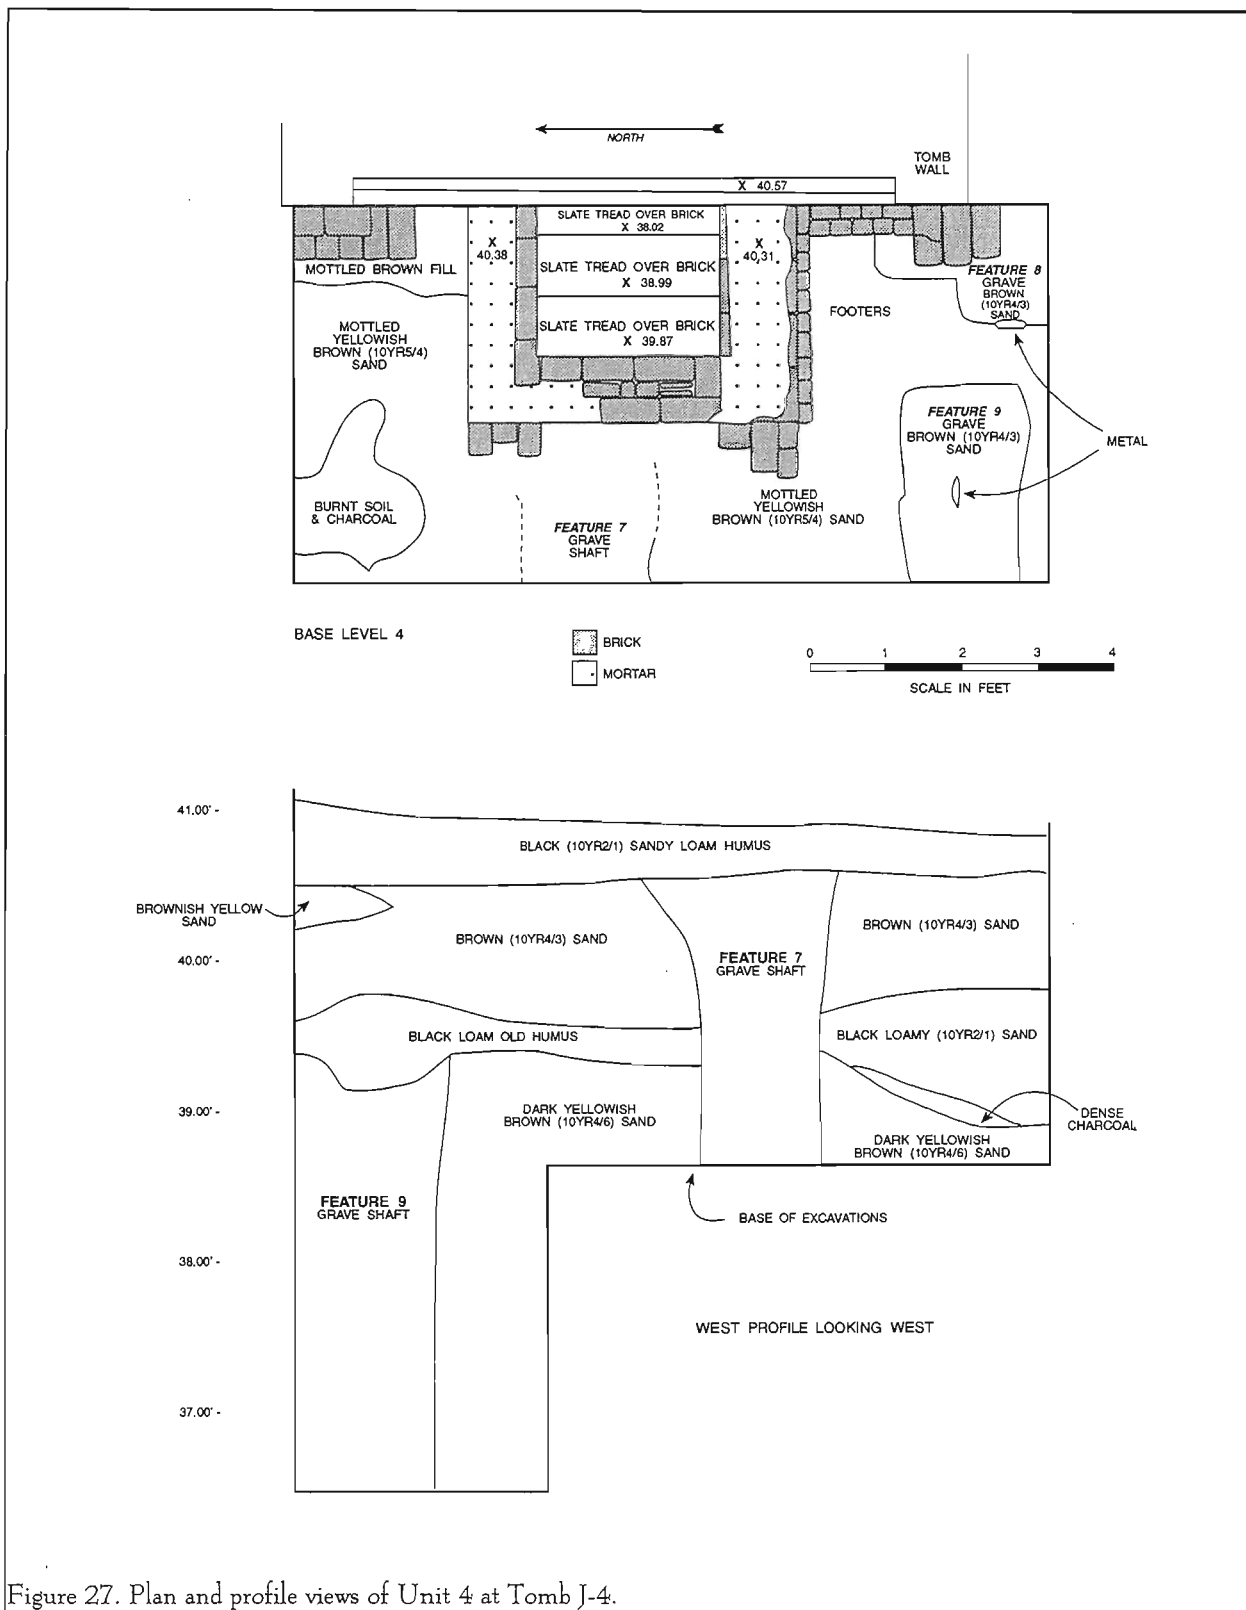 NORTH
TOMB
WALL
X 40.57
SLATE TREAD OVER BRICK
X 38.02
X
40.38
X
40.31
MOTTLED BROWN FILL
SLATE TREAD OVER BRICK
X 38.99
FEATURE 8
GRAVE
BROWN
(10YR4/3)
SAND
FOOTERS
MOTTLED
YELLOWISH
BROWN (10YR5/4)
SAND
SLATE TREAD OVER BRICK
X 39.87
FEATURE 9
GRAVE
BROWN (10YR4/3)
SAND
METAL
BURNT SOIL
& CHARCOAL
MOTTLED
YELLOWISH
BROWN (10YR5/4) SAND
FEATURE 7
GRAVE
SHAFT
BASE LEVEL 4
BRICK
MORTAR
0 1 2 3 4
SCALE IN FEET
41.00' -
BLACK (10YR2/1) SANDY LOAM HUMUS
BROWNISH YELLOW
SAND
BROWN (10YR4/3) SAND
BROWN (10YR4/3) SAND
40.00' -
FEATURE 7
GRAVE SHAFT
BLACK LOAM OLD HUMUS
BLACK LOAMY (10YR2/1) SAND
39.00' -
DARK YELLOWISH
BROWN (10YR4/6) SAND
DENSE
CHARCOAL
DARK YELLOWISH
BROWN (10YR4/6) SAND
FEATURE 9
GRAVE SHAFT
BASE OF EXCAVATIONS
38.00' -
WEST PROFILE LOOKING WEST
37.00' -
Figure 27. Plan and profile views of Unit 4 at Tomb J-4.